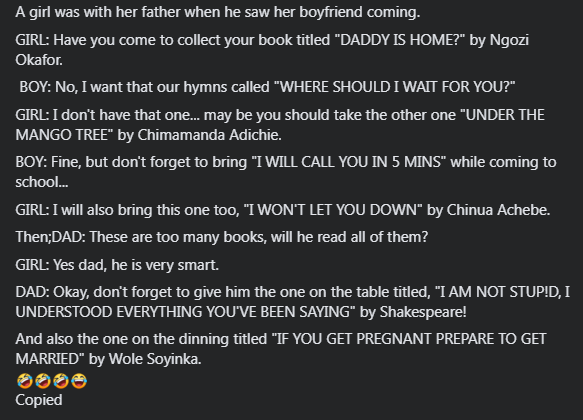 A girl was with her father when he saw her boyfriend coming.
GIRL: Have you come to collect your book titled "DADDY IS HOME?" by Ngozi
Okafor.
BOY: No, I want that our hymns called "WHERE SHOULD I WAIT FOR YOU?"
GIRL: I don't have that one... may be you should take the other one "UNDER THE
MANGO TREE" by Chimamanda Adichie.
BOY: Fine, but don't forget to bring "I WILL CALL YOU IN 5 MINS" while coming to
school...
GIRL: I will also bring this one too, "I WON'T LET YOU DOWN" by Chinua Achebe.
Then;DAD: These are too many books, will he read all of them?
GIRL: Yes dad, he is very smart.
DAD: Okay, don't forget to give him the one on the table titled, "I AM NOT STUP!D, I
UNDERSTOOD EVERYTHING YOU'VE BEEN SAYING" by Shakespeare!
And also the one on the dinning titled "IF YOU GET PREGNANT PREPARE TO GET
MARRIED" by Wole Soyinka.
🤣🤣🤣😂
Copied